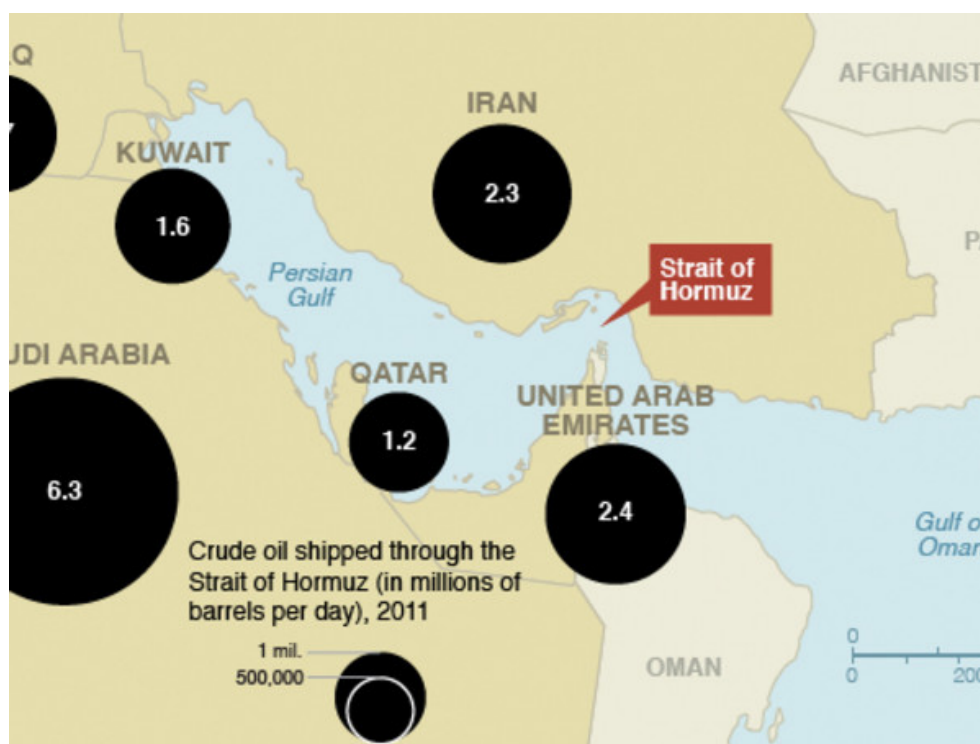 AFGHANIST
IRAN
KUWAIT
2.3
1.6
Strait of
Hormuz
Persian
Gulf
UDI ARABIA
QATAR
UNITED ARAB
EMIRATES
1.2
6.3
2.4
Gulf o
Oman
Crude oil shipped through the
Strait of Hormuz (in millions of
barrels per day), 2011
1 mil.
500,000
OMAN
0
0
200